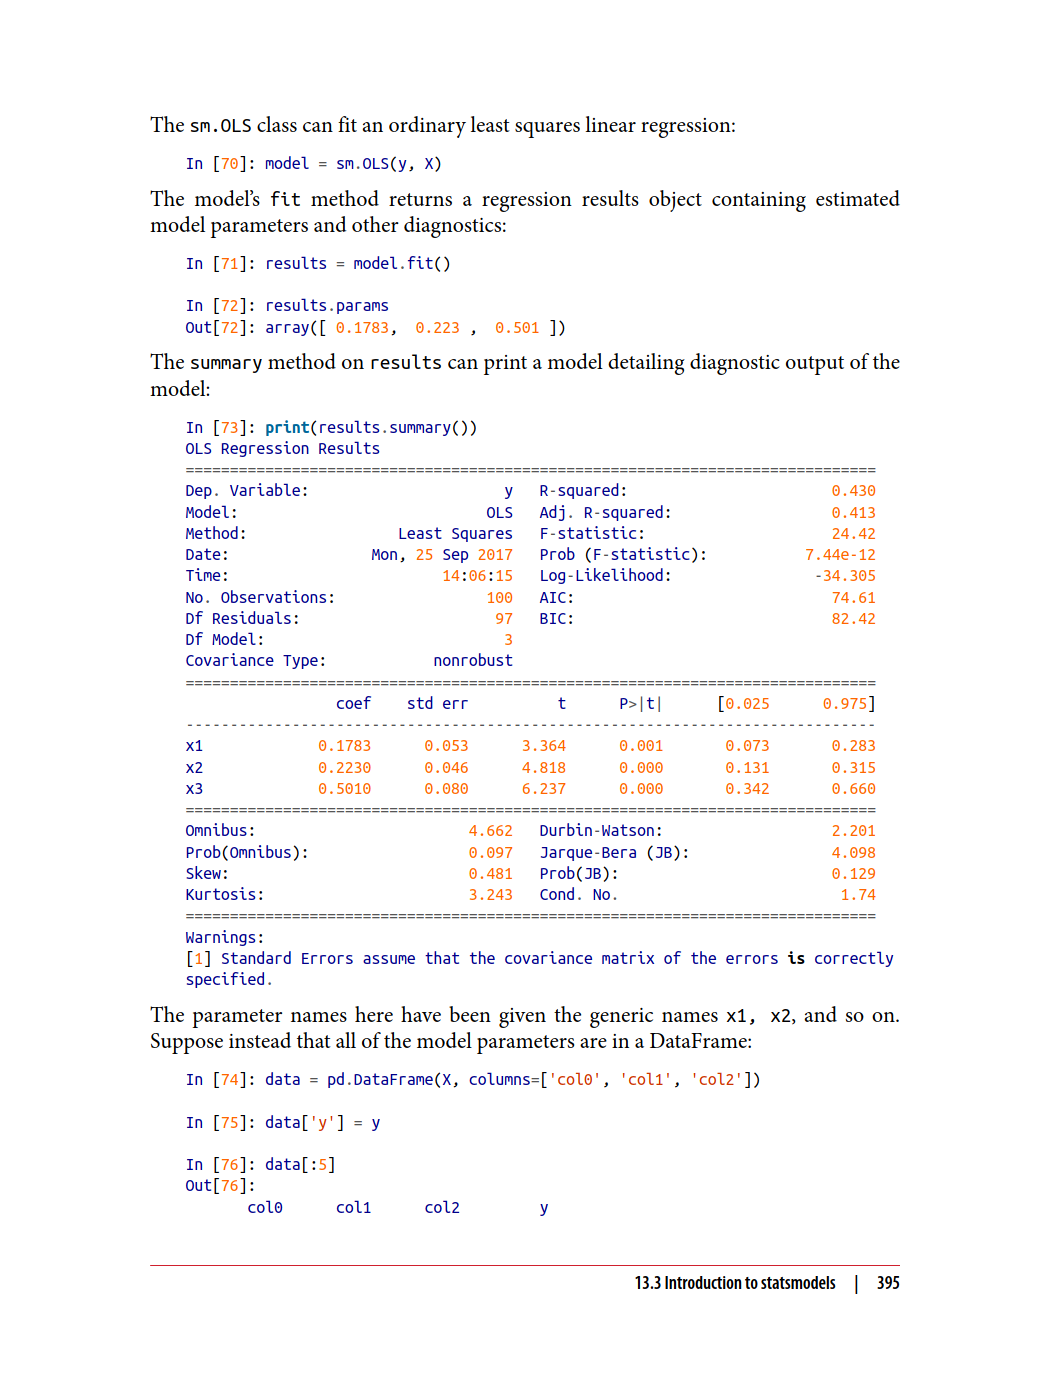 The sm.OLS class can fit an ordinary least squares linear regression:
In [70]: model = sm.OLS(y, X)
The model’s fit method returns a regression results object containing estimated
model parameters and other diagnostics:
In [71]: results = model.fit()
In [72]: results.params
Out[72]: array([ 0.1783,  0.223 ,  0.501 ])
The summary method on results can print a model detailing diagnostic output of the
model:
In [73]: print(results.summary())
OLS Regression Results
==============================================================================
Dep. Variable:                      y   R-squared:                       0.430
Model:                            OLS   Adj. R-squared:                  0.413
Method:                 Least Squares   F-statistic:                     24.42
Date:                Mon, 25 Sep 2017   Prob (F-statistic):           7.44e-12
Time:                        14:06:15   Log-Likelihood:                -34.305
No. Observations:                 100   AIC:                             74.61
Df Residuals:                      97   BIC:                             82.42
Df Model:                           3
Covariance Type:            nonrobust
==============================================================================
                 coef    std err          t      P>|t|      [0.025      0.975]
------------------------------------------------------------------------------
x1             0.1783      0.053      3.364      0.001       0.073       0.283
x2             0.2230      0.046      4.818      0.000       0.131       0.315
x3             0.5010      0.080      6.237      0.000       0.342       0.660
==============================================================================
Omnibus:                        4.662   Durbin-Watson:                   2.201
Prob(Omnibus):                  0.097   Jarque-Bera (JB):                4.098
Skew:                           0.481   Prob(JB):                        0.129
Kurtosis:                       3.243   Cond. No.                         1.74
==============================================================================
Warnings:
[1] Standard Errors assume that the covariance matrix of the errors is correctly
specified.
The parameter names here have been given the generic names x1, x2, and so on.
Suppose instead that all of the model parameters are in a DataFrame:
In [74]: data = pd.DataFrame(X, columns=['col0', 'col1', 'col2'])
In [75]: data['y'] = y
In [76]: data[:5]
Out[76]:
       col0      col1      col2         y
13.3 Introduction to statsmodels | 395